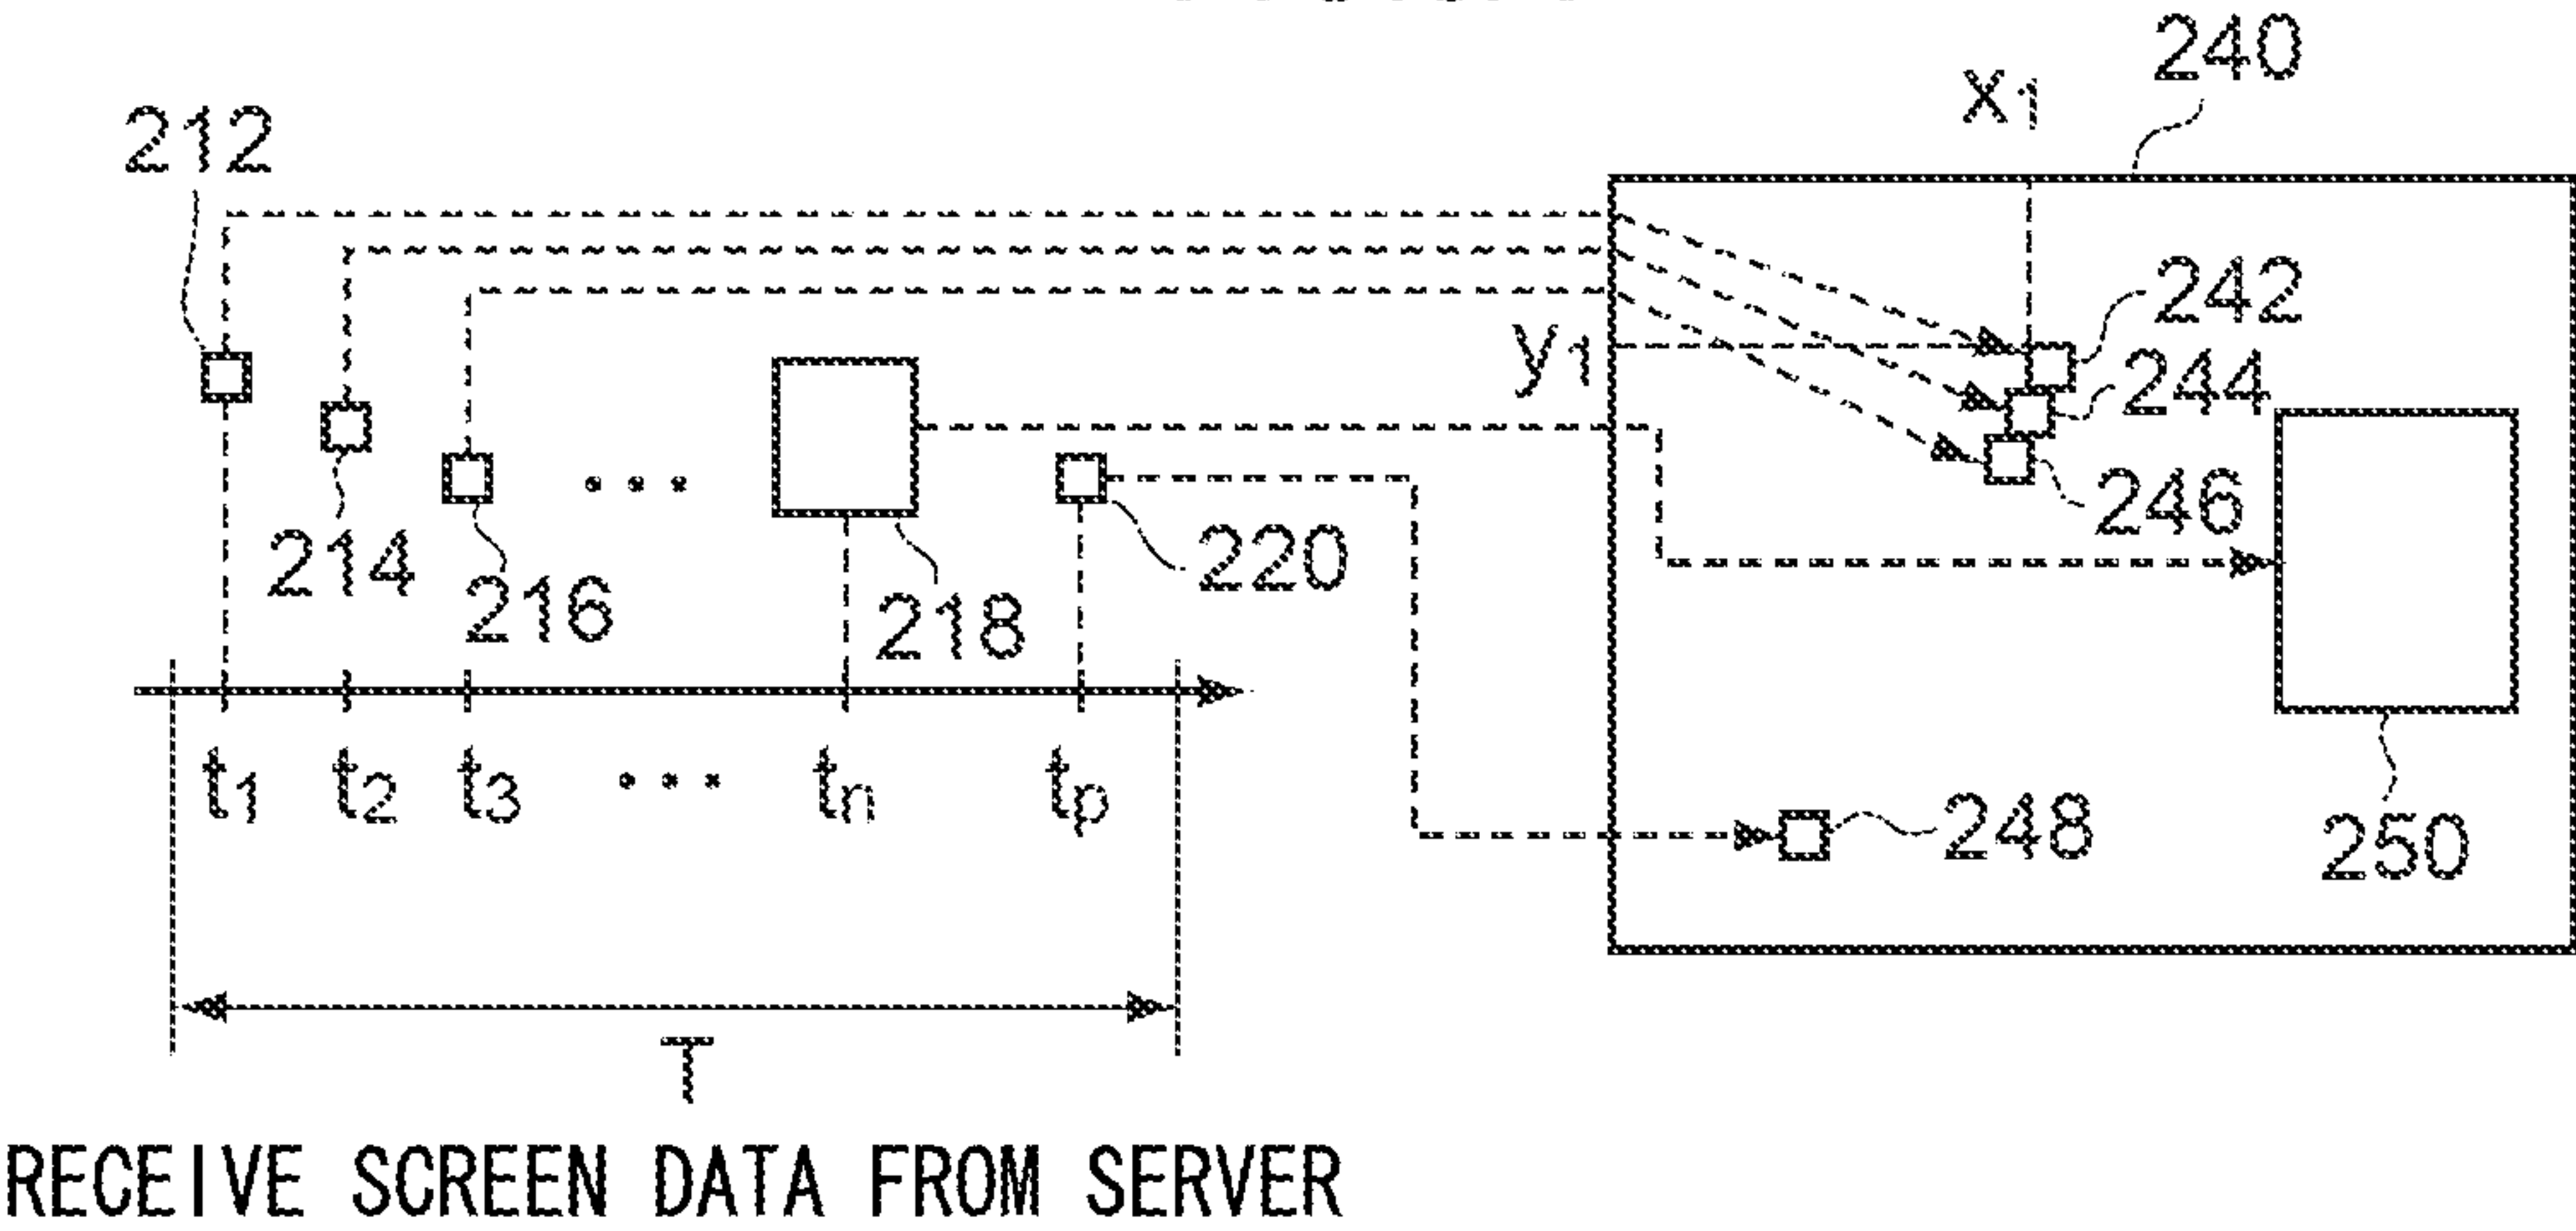 240
x1
212
242
y1
244
246
214
216
218
220
t1 t2 t3 ... tn tp
248
250
T
RECEIVE SCREEN DATA FROM SERVER